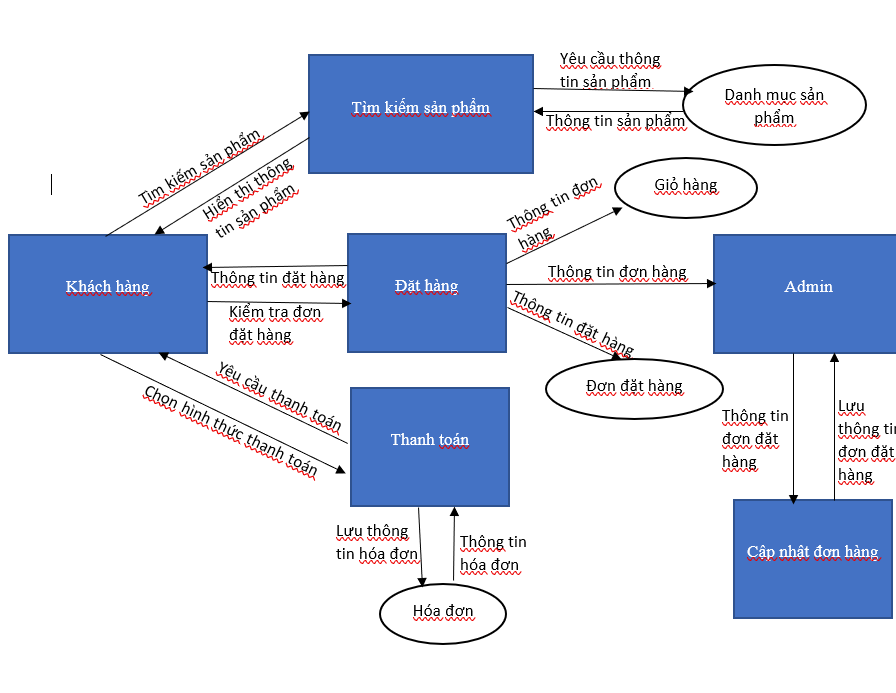 Yêu cầu thông
tin sản phẩm
Tìm kiếm sản phẩm
Danh mục sản
phẩm
Thông tin sản phẩm
Tìm kiếm sản phẩm
Hiển thị thông
tin sản phẩm
Giỏ hàng
Thông tin đơn
hàng
Khách hàng
Thông tin đặt hàng
Đặt hàng
Thông tin đơn hàng
Admin
Kiểm tra đơn
đặt hàng
Thông tin đặt hàng
Đơn đặt hàng
Yêu cầu thanh toán
Chọn hình thức thanh toán
Thanh toán
Thông tin
đơn đặt
hàng
Lưu
thông tin
đơn đặt
hàng
Lưu thông
tin hóa đơn
Thông tin
hóa đơn
Cập nhật đơn hàng
Hóa đơn